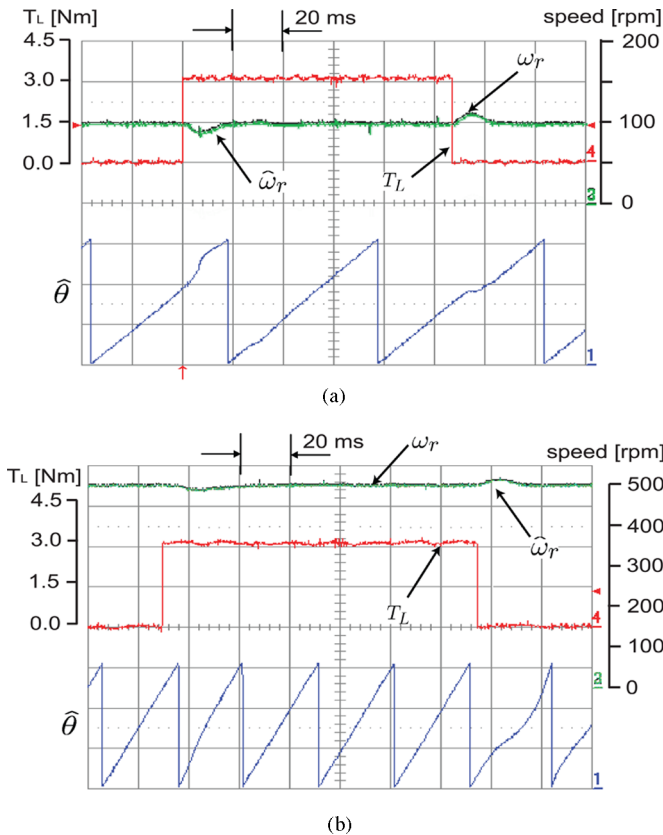 T_L [Nm]
20 ms
speed [rpm]
4.5
200
ω_r
3.0
150
1.5
100
ω̂_r
T_L
4
0.0
50
2
0
θ̂
1
(a)
20 ms
ω_r
T_L [Nm]
speed [rpm]
4.5
500
400
ω̂_r
3.0
300
1.5
T_L
200
4
0.0
100
2
0
θ̂
1
(b)